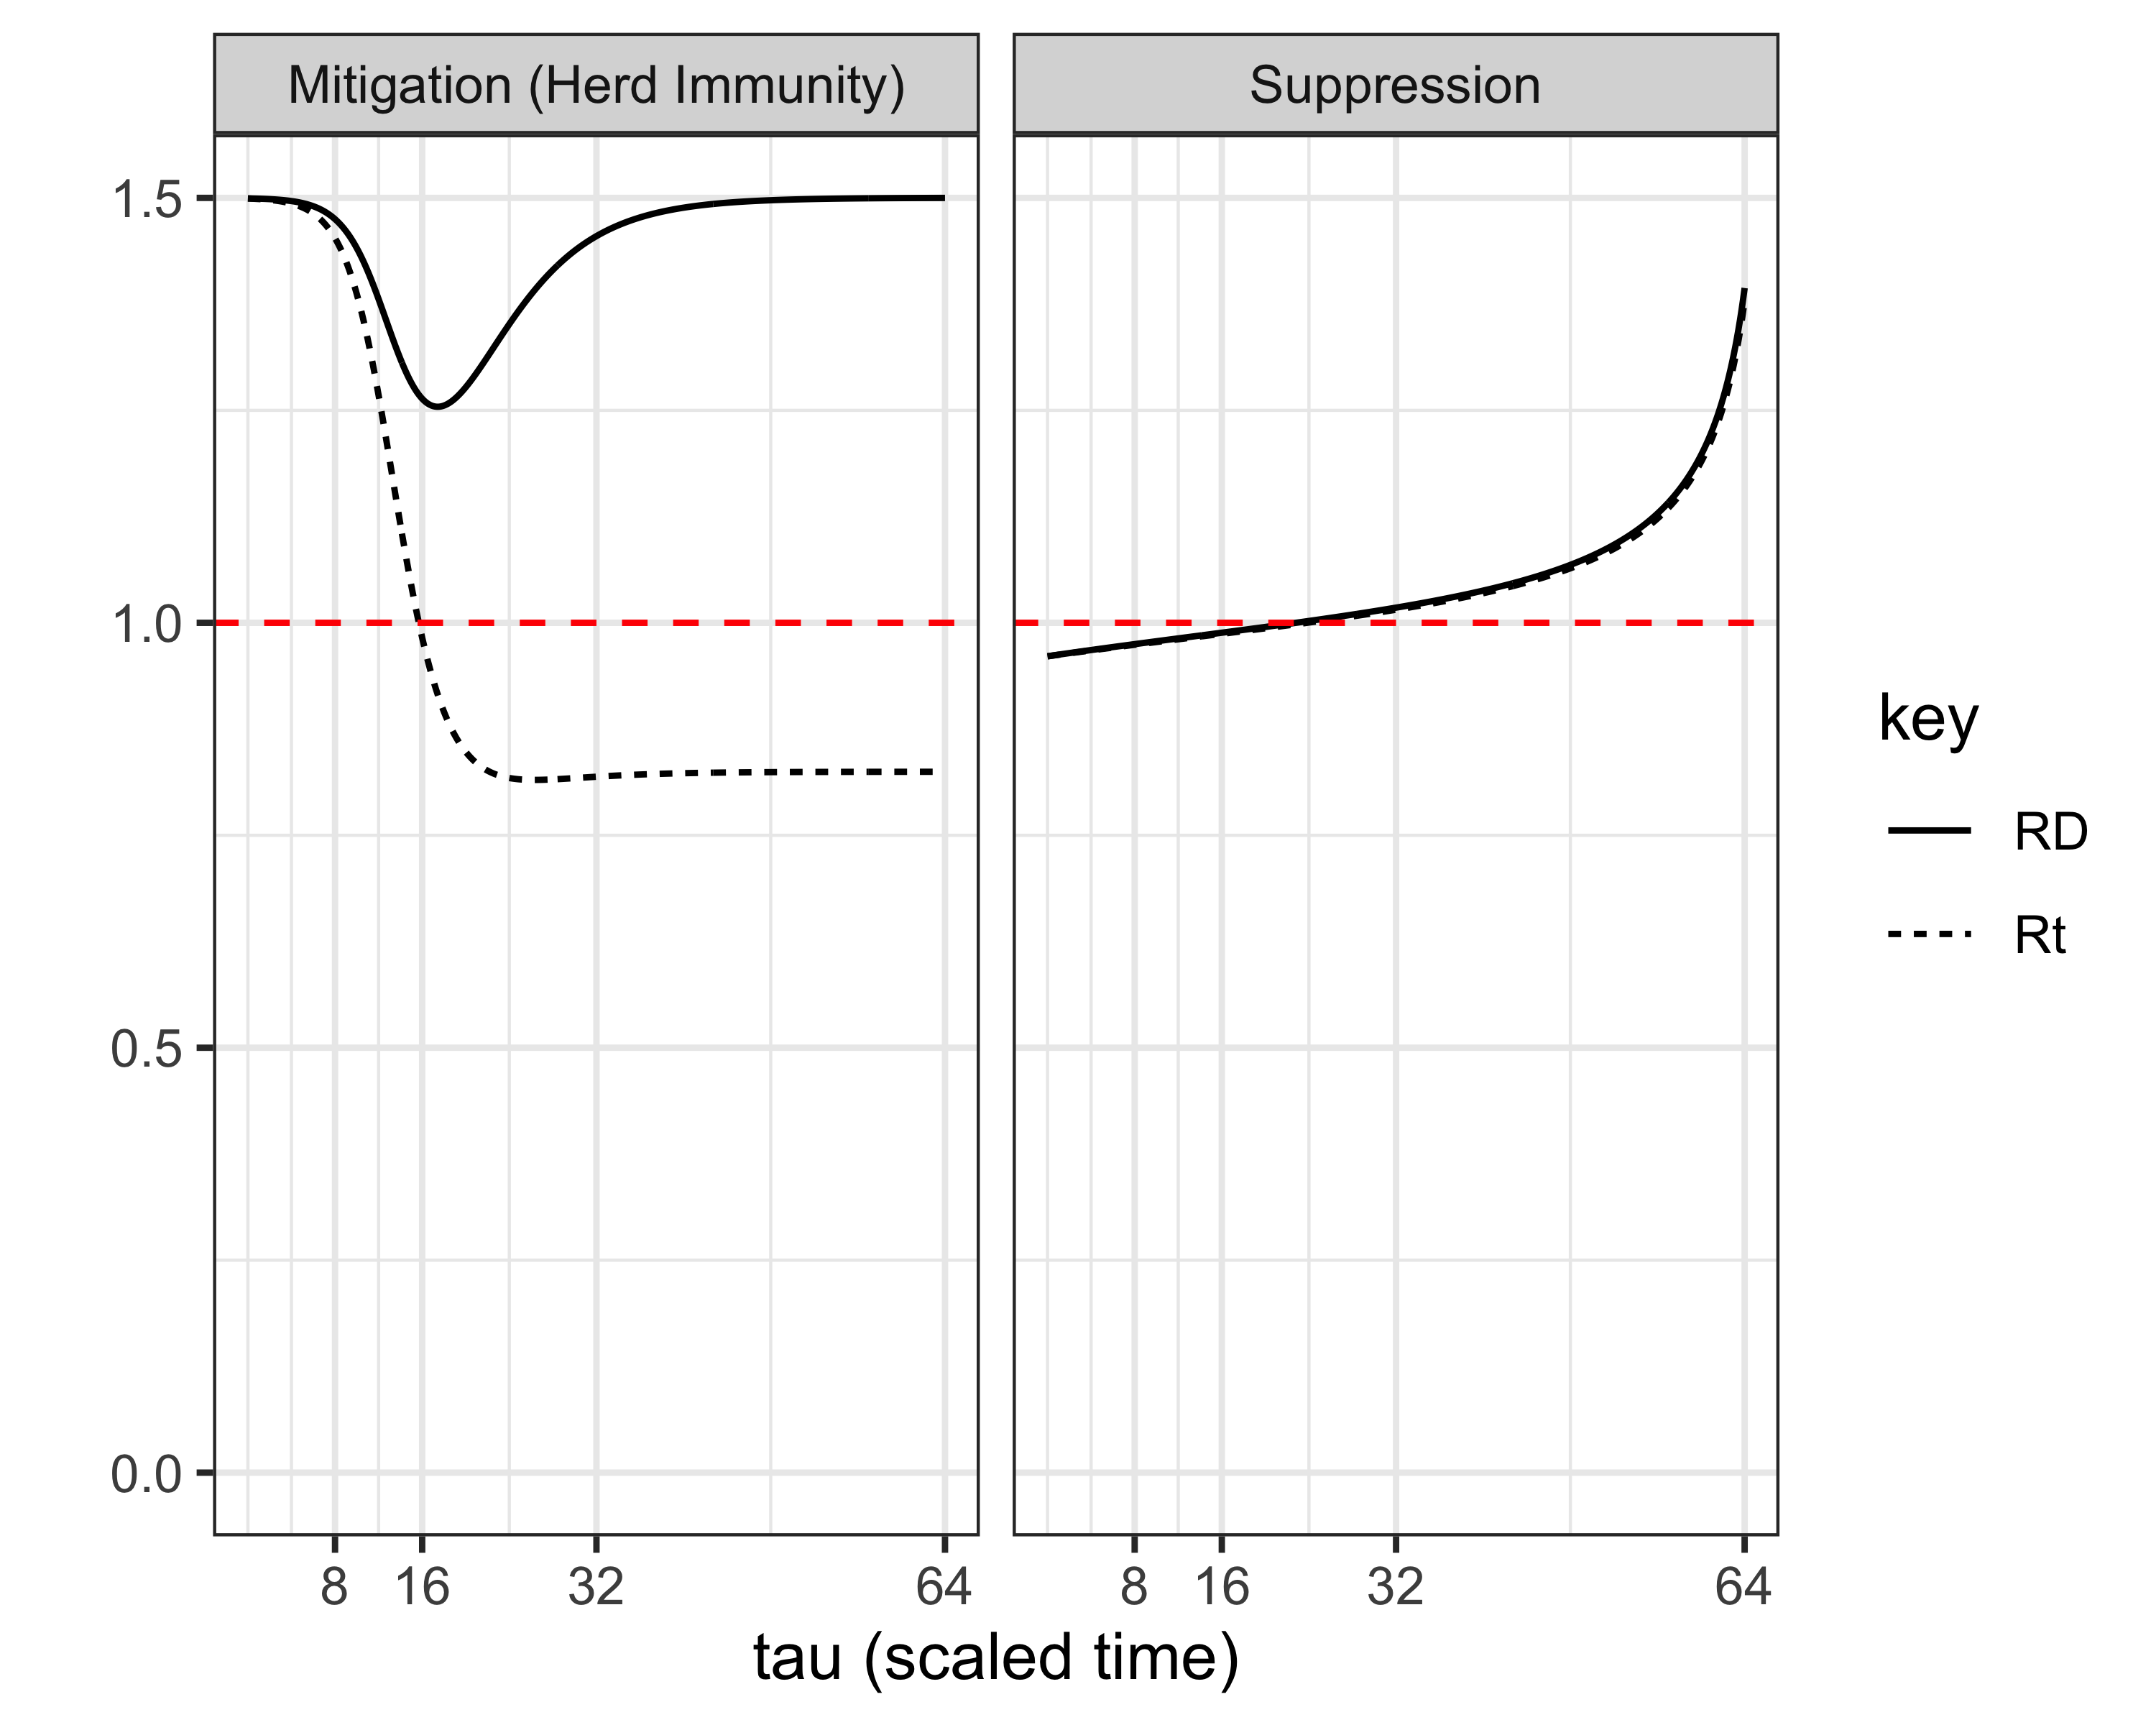 Mitigation (Herd Immunity)
Suppression
1.5
1.0
0.5
0.0
8 16 32 64
8 16 32 64
tau (scaled time)
key
RD
Rt